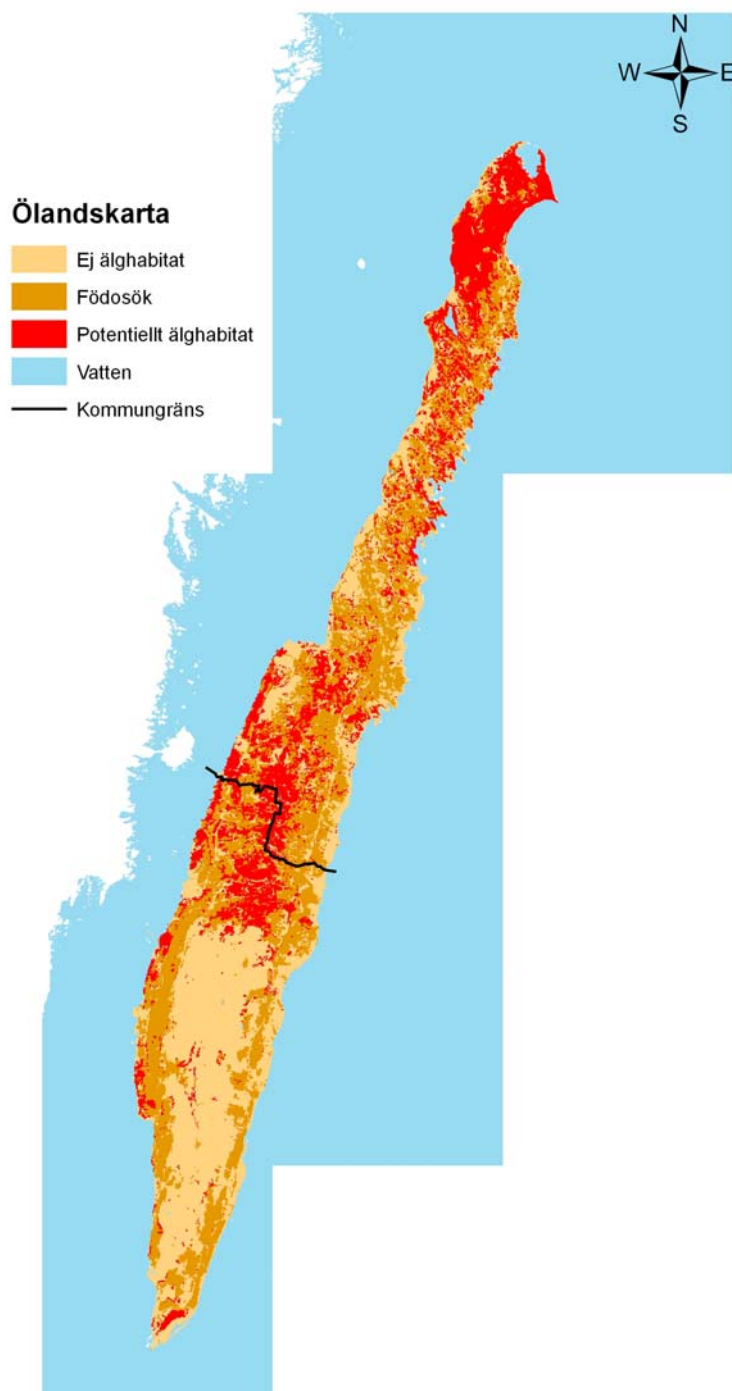 N
W E
S
Ölandskarta
Ej älghabitat
Födosök
Potentiellt älghabitat
Vatten
Kommungräns